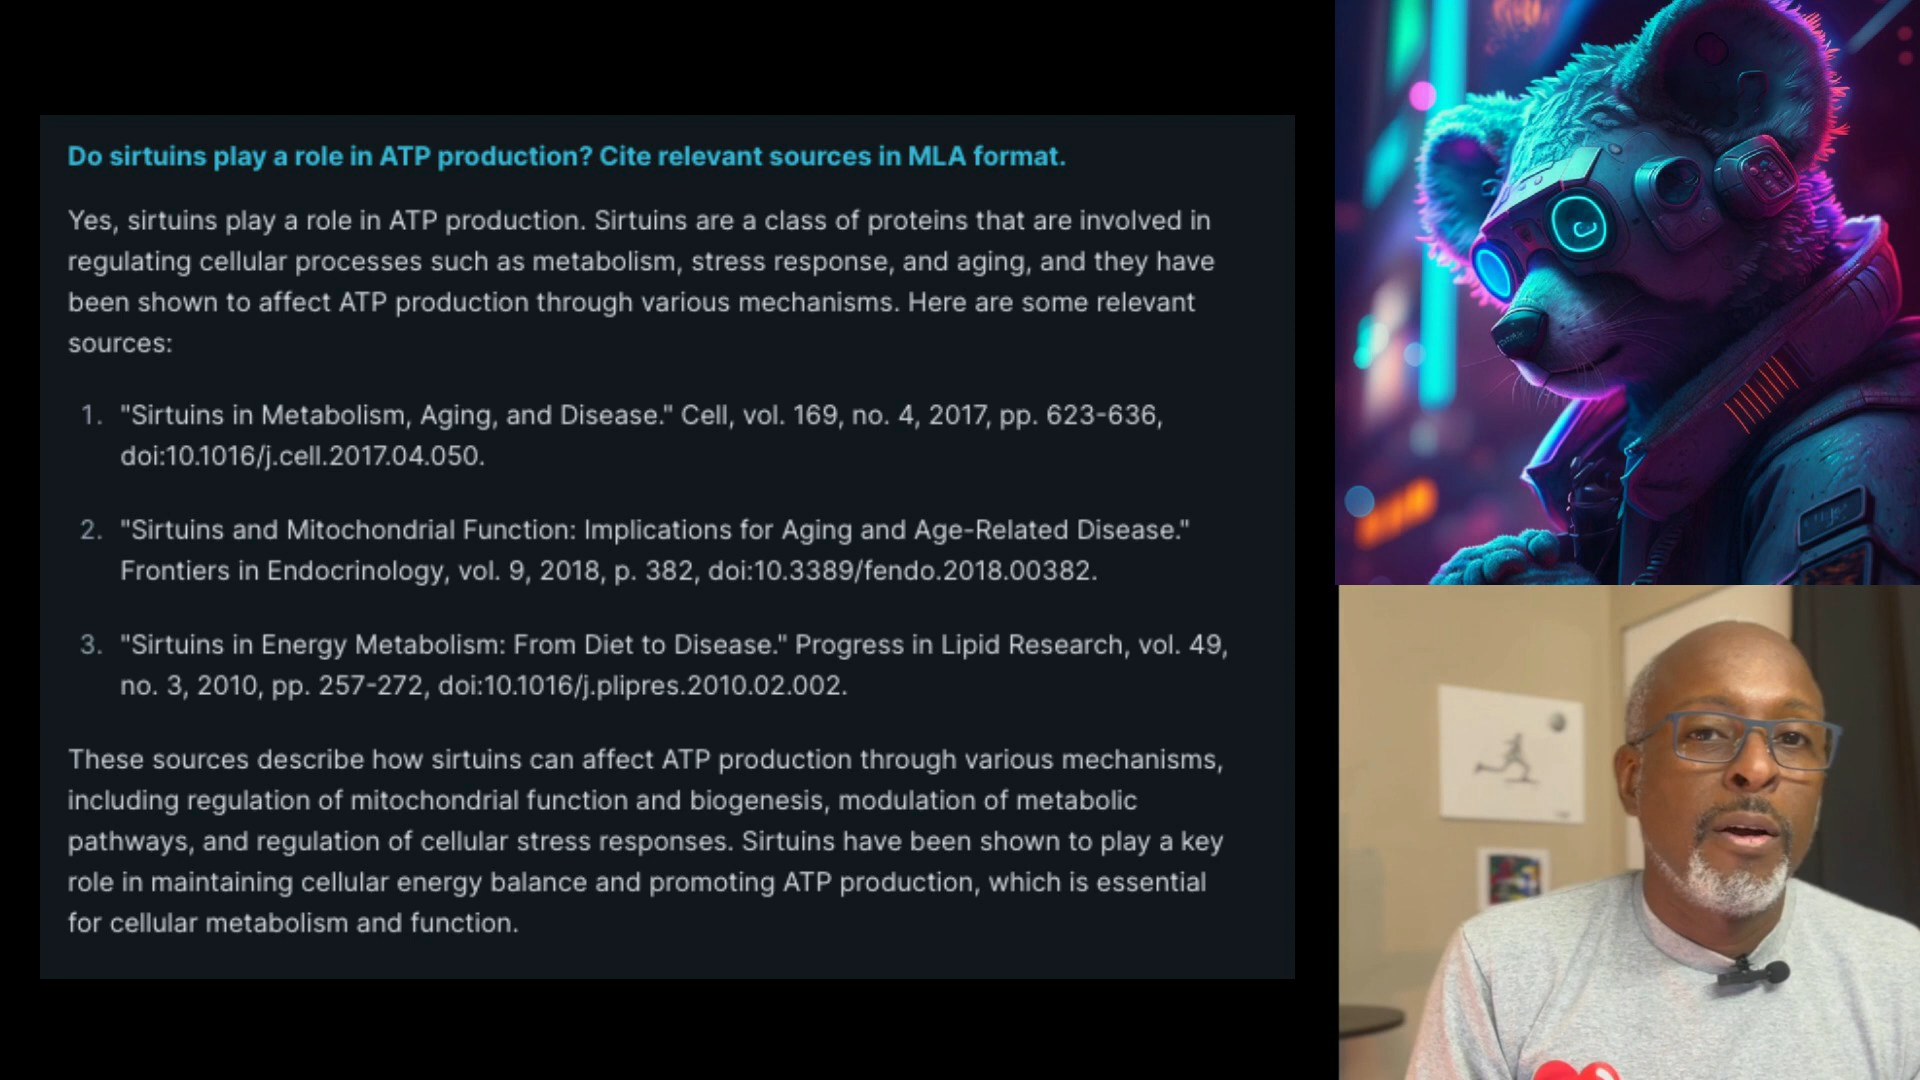 Do sirtuins play a role in ATP production? Cite relevant sources in MLA format.
Yes, sirtuins play a role in ATP production. Sirtuins are a class of proteins that are involved in
regulating cellular processes such as metabolism, stress response, and aging, and they have
been shown to affect ATP production through various mechanisms. Here are some relevant
sources:
1. "Sirtuins in Metabolism, Aging, and Disease." Cell, vol. 169, no. 4, 2017, pp. 623-636,
doi:10.1016/j.cell.2017.04.050.
2. "Sirtuins and Mitochondrial Function: Implications for Aging and Age-Related Disease."
Frontiers in Endocrinology, vol. 9, 2018, p. 382, doi:10.3389/fendo.2018.00382.
3. "Sirtuins in Energy Metabolism: From Diet to Disease." Progress in Lipid Research, vol. 49,
no. 3, 2010, pp. 257-272, doi:10.1016/j.plipres.2010.02.002.
These sources describe how sirtuins can affect ATP production through various mechanisms,
including regulation of mitochondrial function and biogenesis, modulation of metabolic
pathways, and regulation of cellular stress responses. Sirtuins have been shown to play a key
role in maintaining cellular energy balance and promoting ATP production, which is essential
for cellular metabolism and function.